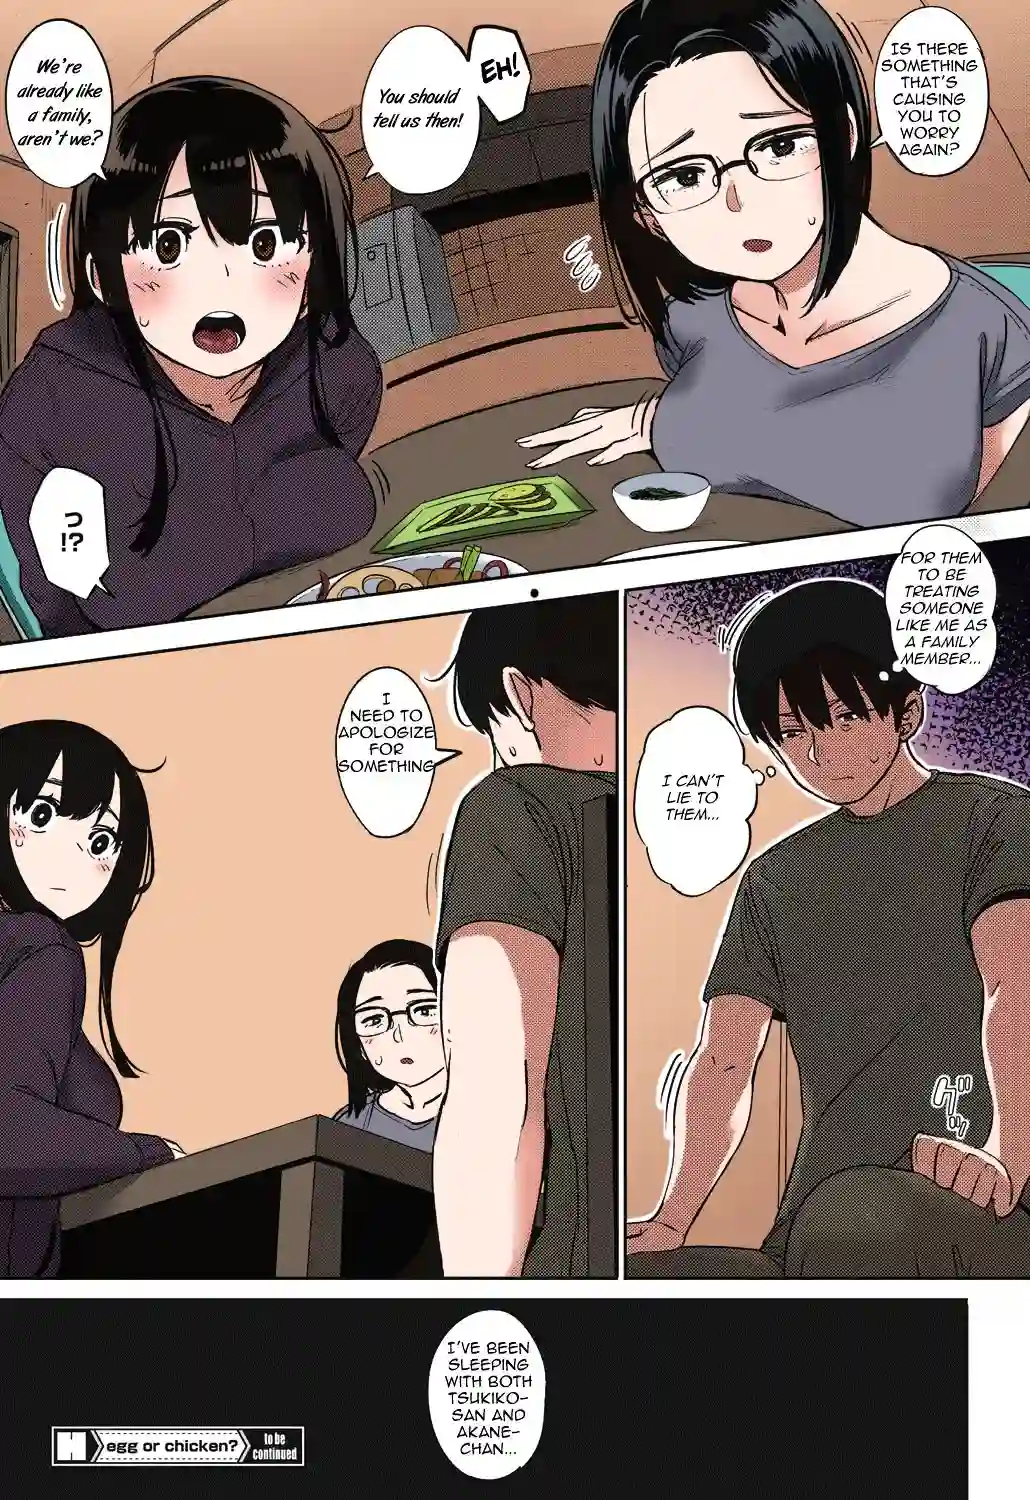 We're
already like
a family,
aren't we?
You should
tell us then!
EH!
IS THERE
SOMETHING
THAT'S
CAUSING
YOU TO
WORRY
AGAIN?
っ
!?
FOR THEM
TO BE
TREATING
SOMEONE
LIKE ME AS
A FAMILY
MEMBER...
I CAN'T
LIE TO
THEM...
グ
ッ
I
NEED TO
APOLOGIZE
FOR
SOMETHING
I'VE BEEN
SLEEPING
WITH BOTH
TSUKIKO-
SAN AND
AKANE-
CHAN...
egg or chicken?
to be
continued